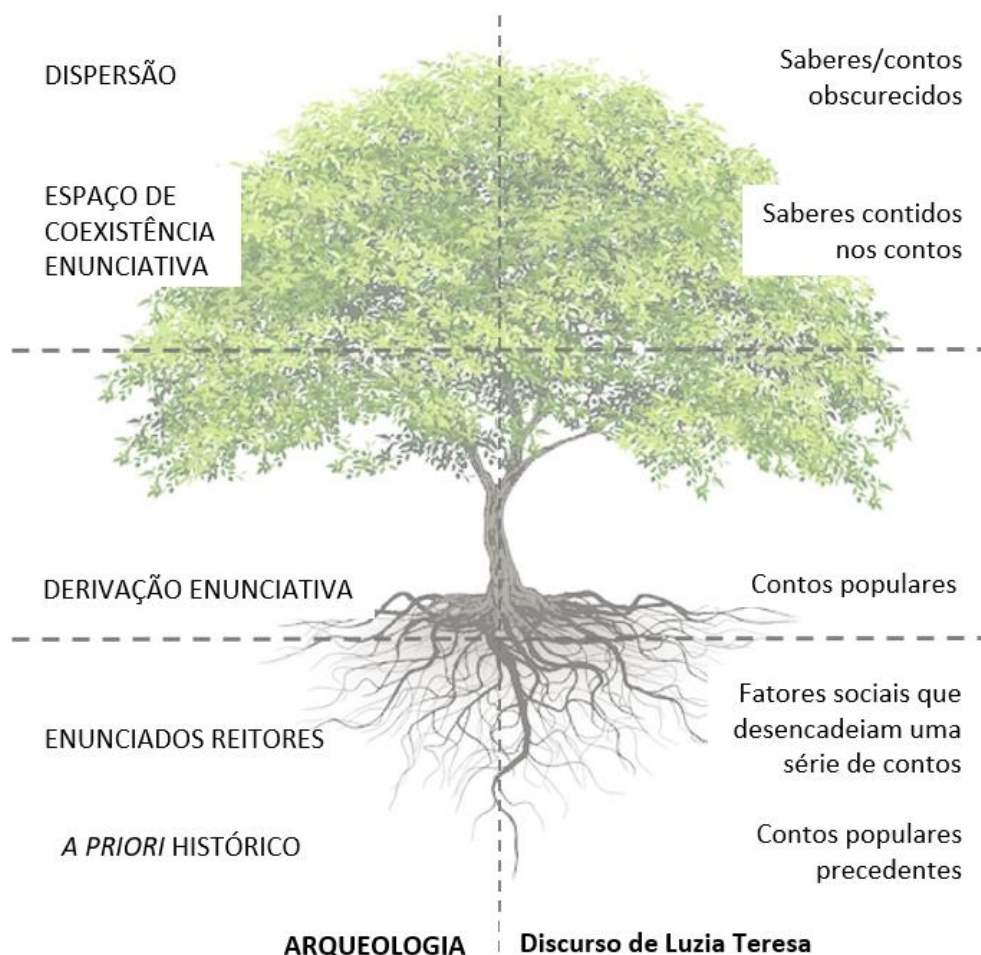 DISPERSÃO
Saberes/contos
obscurecidos
ESPAÇO DE
COEXISTÊNCIA
ENUNCIATIVA
Saberes contidos
nos contos
DERIVAÇÃO ENUNCIATIVA
Contos populares
ENUNCIADOS REITORES
Fatores sociais que
desencadeiam uma
série de contos
A PRIORI HISTÓRICO
Contos populares
precedentes
ARQUEOLOGIA
Discurso de Luzia Teresa